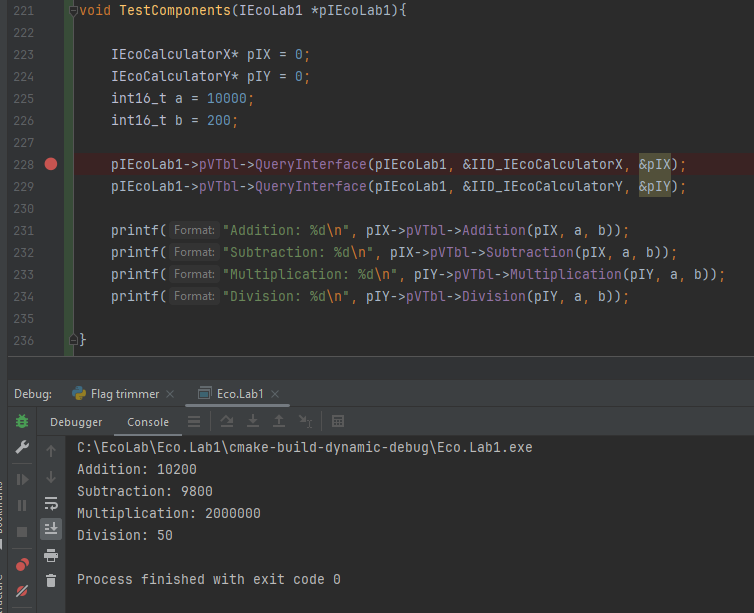 221 void TestComponents(IEcoLab1 *pIEcoLab1){
222
223 IEcoCalculatorX* pIX = 0;
224 IEcoCalculatorY* pIY = 0;
225 int16_t a = 10000;
226 int16_t b = 200;
227
228 pIEcoLab1->pVTbl->QueryInterface(pIEcoLab1, &IID_IEcoCalculatorX, &pIX);
229 pIEcoLab1->pVTbl->QueryInterface(pIEcoLab1, &IID_IEcoCalculatorY, &pIY);
230
231 printf( Format: "Addition: %d\n", pIX->pVTbl->Addition(pIX, a, b));
232 printf( Format: "Subtraction: %d\n", pIX->pVTbl->Subtraction(pIX, a, b));
233 printf( Format: "Multiplication: %d\n", pIY->pVTbl->Multiplication(pIY, a, b));
234 printf( Format: "Division: %d\n", pIY->pVTbl->Division(pIY, a, b));
235
236 }
Debug: Flag trimmer Eco.Lab1
Debugger Console
C:\EcoLab\Eco.Lab1\cmake-build-dynamic-debug\Eco.Lab1.exe
Addition: 10200
Subtraction: 9800
Multiplication: 2000000
Division: 50
Process finished with exit code 0